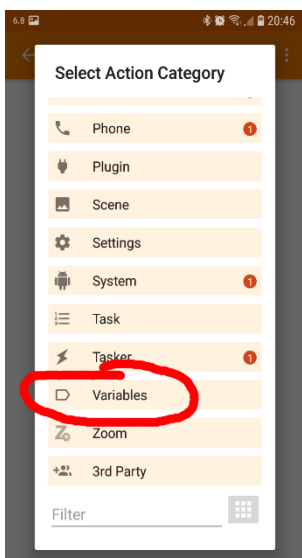 6.8 20:46
Select Action Category
Phone 1
Plugin
Scene
Settings
System 1
Task
Tasker 1
Variables
Zoom
3rd Party
Filter